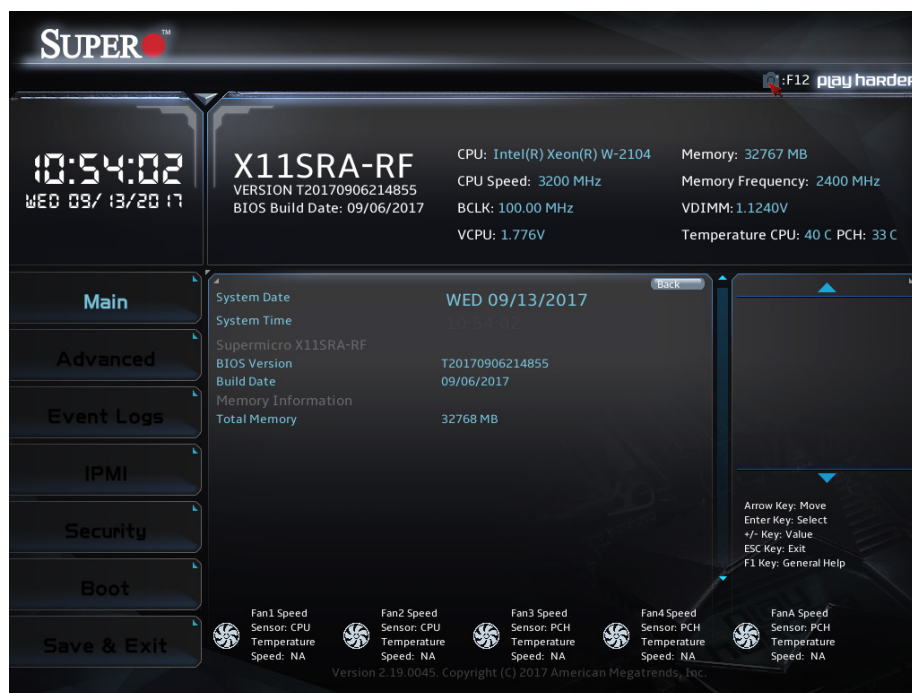 SUPER TM
:F12 play harder
10:54:02
WED 09/13/2017
X11SRA-RF
VERSION T20170906214855
BIOS Build Date: 09/06/2017
CPU: Intel(R) Xeon(R) W-2104
CPU Speed: 3200 MHz
BCLK: 100.00 MHz
VCPU: 1.776V
Memory: 32767 MB
Memory Frequency: 2400 MHz
VDIMM: 1.1240V
Temperature CPU: 40 C PCH: 33 C
Main
Advanced
Event Logs
IPMI
Security
Boot
Save & Exit
Back
System Date WED 09/13/2017
System Time 10:54:02
Supermicro X11SRA-RF
BIOS Version T20170906214855
Build Date 09/06/2017
Memory Information
Total Memory 32768 MB
Arrow Key: Move
Enter Key: Select
+/- Key: Value
ESC Key: Exit
F1 Key: General Help
Fan1 Speed
Sensor: CPU
Temperature
Speed: NA
Fan2 Speed
Sensor: CPU
Temperature
Speed: NA
Fan3 Speed
Sensor: PCH
Temperature
Speed: NA
Fan4 Speed
Sensor: PCH
Temperature
Speed: NA
FanA Speed
Sensor: PCH
Temperature
Speed: NA
Version 2.19.0045. Copyright (C) 2017 American Megatrends, Inc.